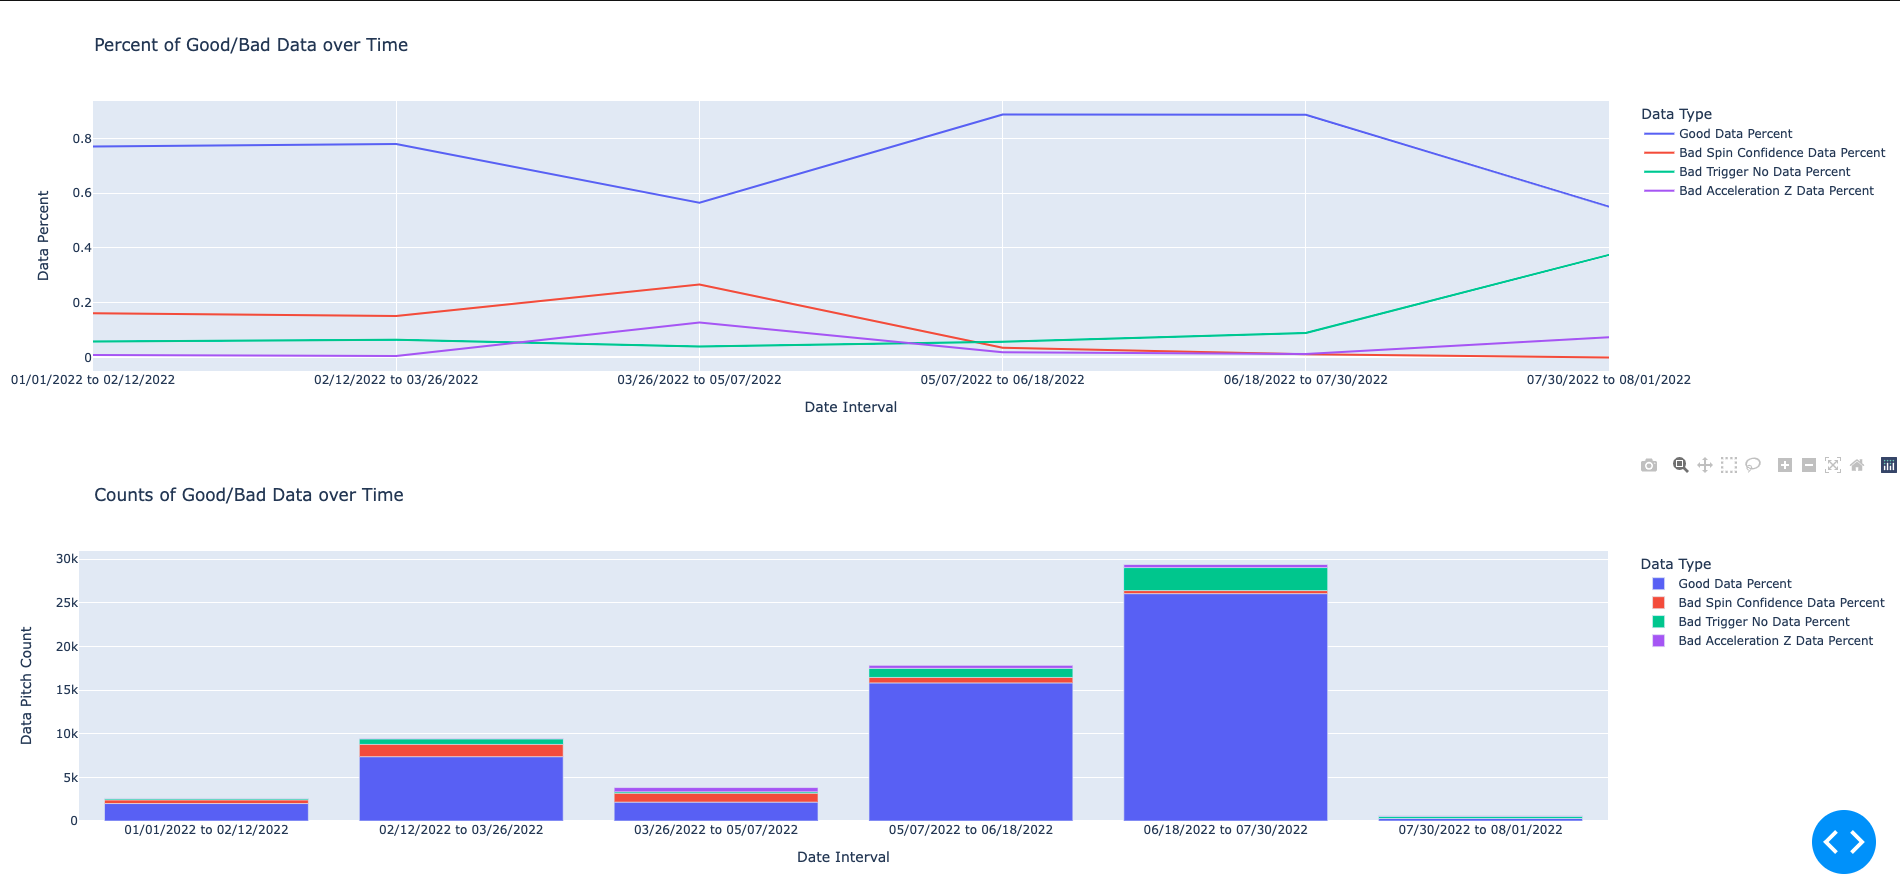 Percent of Good/Bad Data over Time
Data Type
Good Data Percent
Bad Spin Confidence Data Percent
Bad Trigger No Data Percent
Bad Acceleration Z Data Percent
Data Percent
0.8
0.6
0.4
0.2
0
01/01/2022 to 02/12/2022
02/12/2022 to 03/26/2022
03/26/2022 to 05/07/2022
05/07/2022 to 06/18/2022
06/18/2022 to 07/30/2022
07/30/2022 to 08/01/2022
Date Interval
Counts of Good/Bad Data over Time
Data Type
Good Data Percent
Bad Spin Confidence Data Percent
Bad Trigger No Data Percent
Bad Acceleration Z Data Percent
Data Pitch Count
30k
25k
20k
15k
10k
5k
0
01/01/2022 to 02/12/2022
02/12/2022 to 03/26/2022
03/26/2022 to 05/07/2022
05/07/2022 to 06/18/2022
06/18/2022 to 07/30/2022
07/30/2022 to 08/01/2022
Date Interval